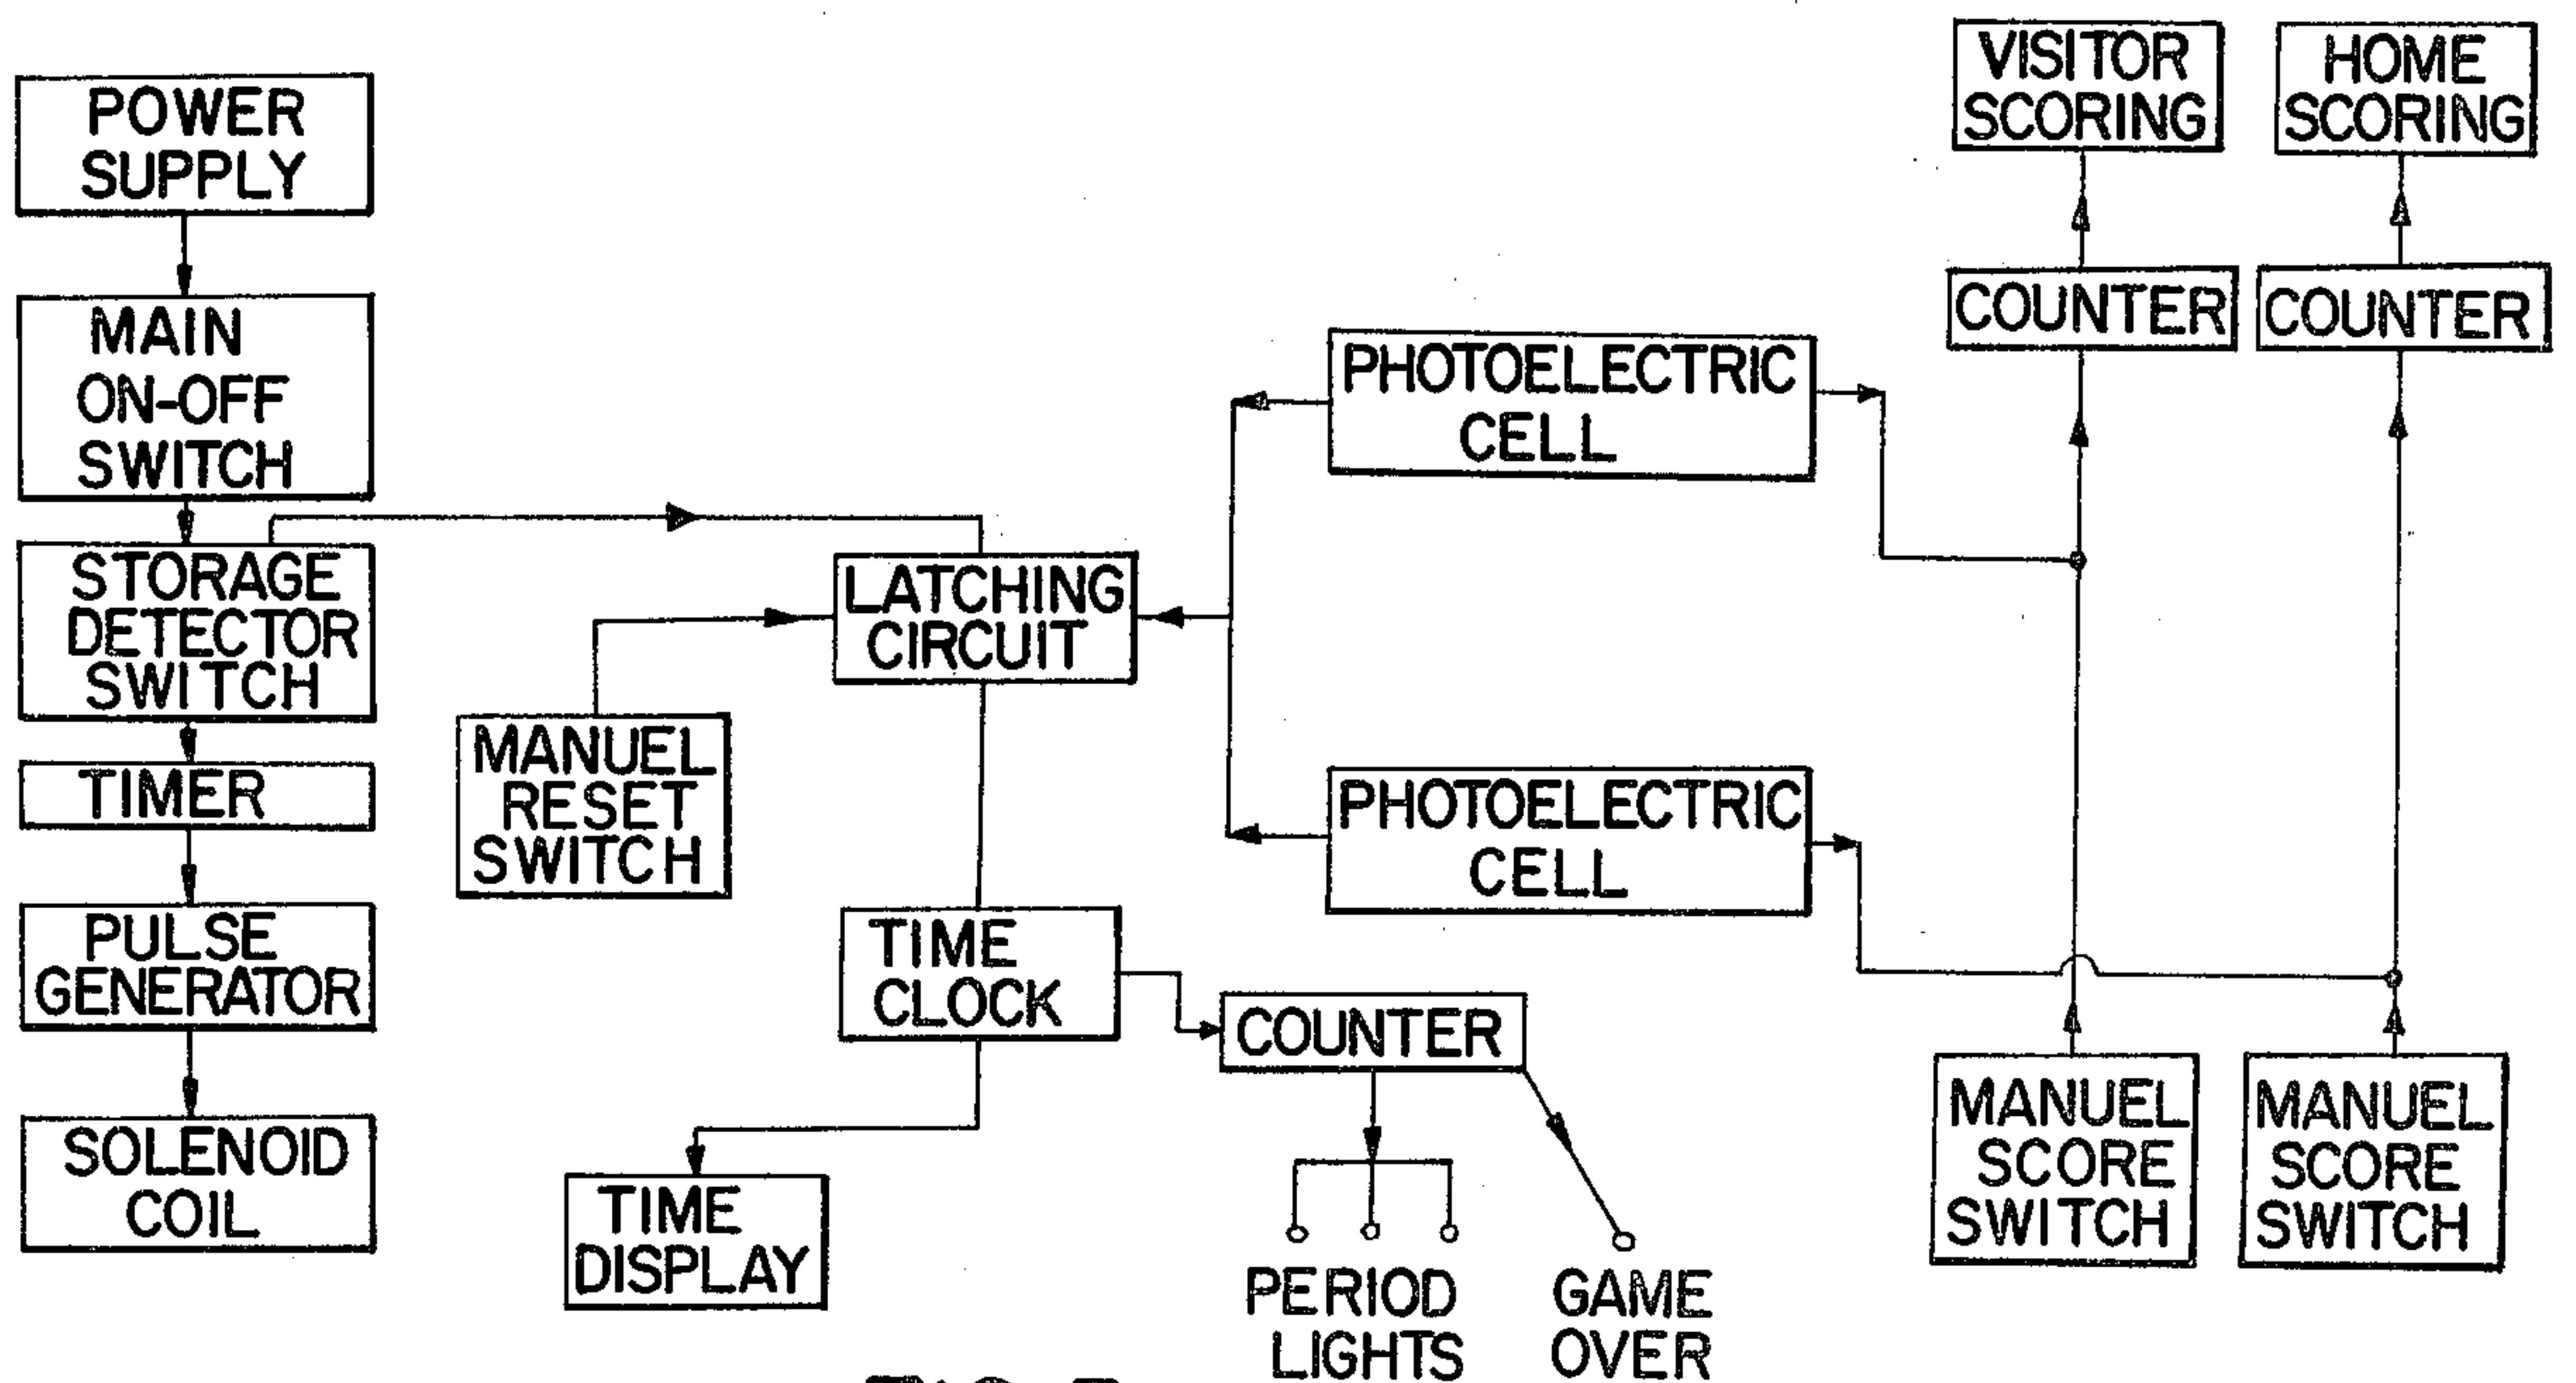 POWER
SUPPLY
MAIN
ON-OFF
SWITCH
STORAGE
DETECTOR
SWITCH
TIMER
PULSE
GENERATOR
SOLENOID
COIL
MANUEL
RESET
SWITCH
LATCHING
CIRCUIT
TIME
CLOCK
TIME
DISPLAY
COUNTER
PERIOD
LIGHTS
GAME
OVER
PHOTOELECTRIC
CELL
PHOTOELECTRIC
CELL
VISITOR
SCORING
HOME
SCORING
COUNTER
COUNTER
MANUEL
SCORE
SWITCH
MANUEL
SCORE
SWITCH